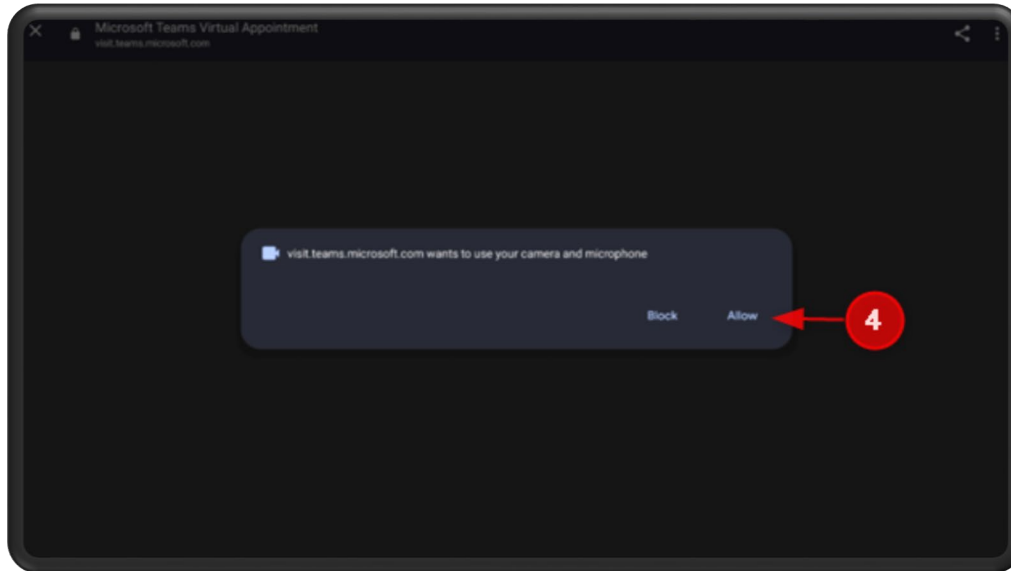 Microsoft Teams Virtual Appointment
visit.teams.microsoft.com
visit.teams.microsoft.com wants to use your camera and microphone
Block Allow
4